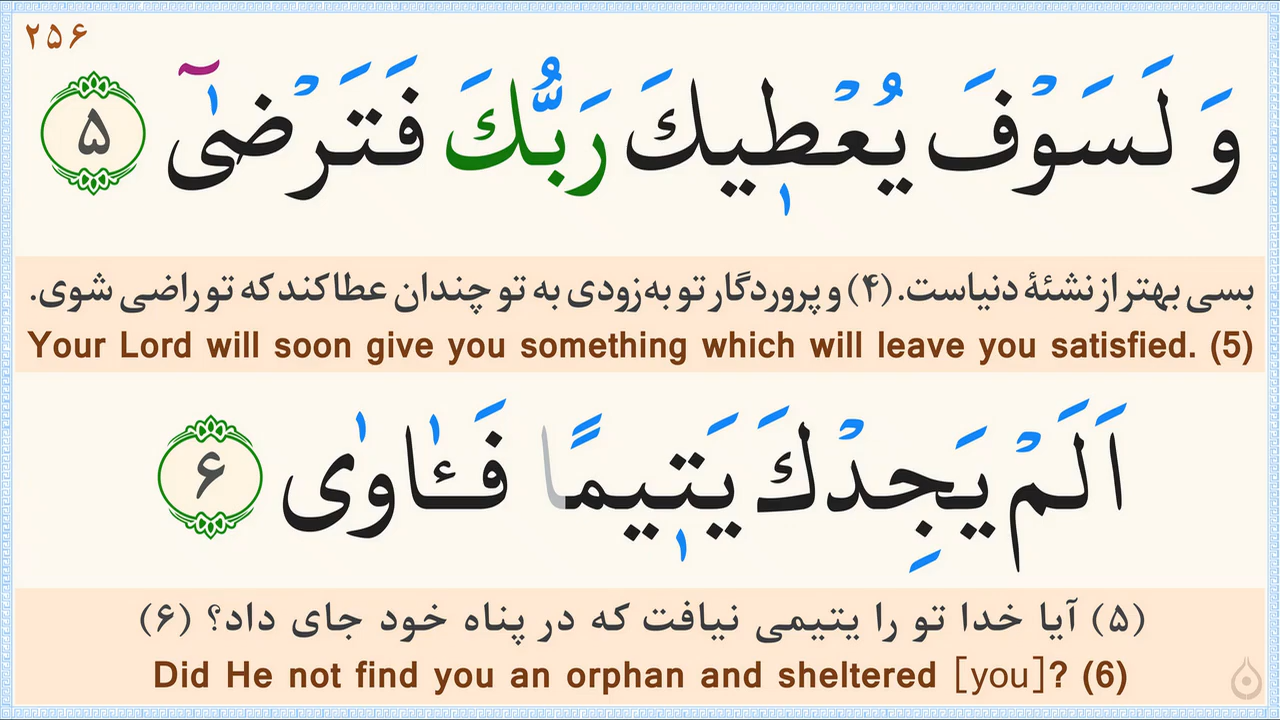 ۲۵۶
وَ لَسَوْفَ يُعْطٖيكَ رَبُّكَ فَتَرْضٰىٓ ۵
بسی بهتر از نشئهٔ دنیاست. (۴) و پروردگار تو به‌زودی به تو چندان عطا کند که تو راضی شوی.
Your Lord will soon give you something which will leave you satisfied. (5)
اَلَمْ يَجِدْكَ يَتٖيمًا فَـَٔاوٰى ۶
(۵) آیا خدا تو را یتیمی نیافت که در پناه خود جای داد؟ (۶)
Did He not find you an orphan and sheltered [you]? (6)